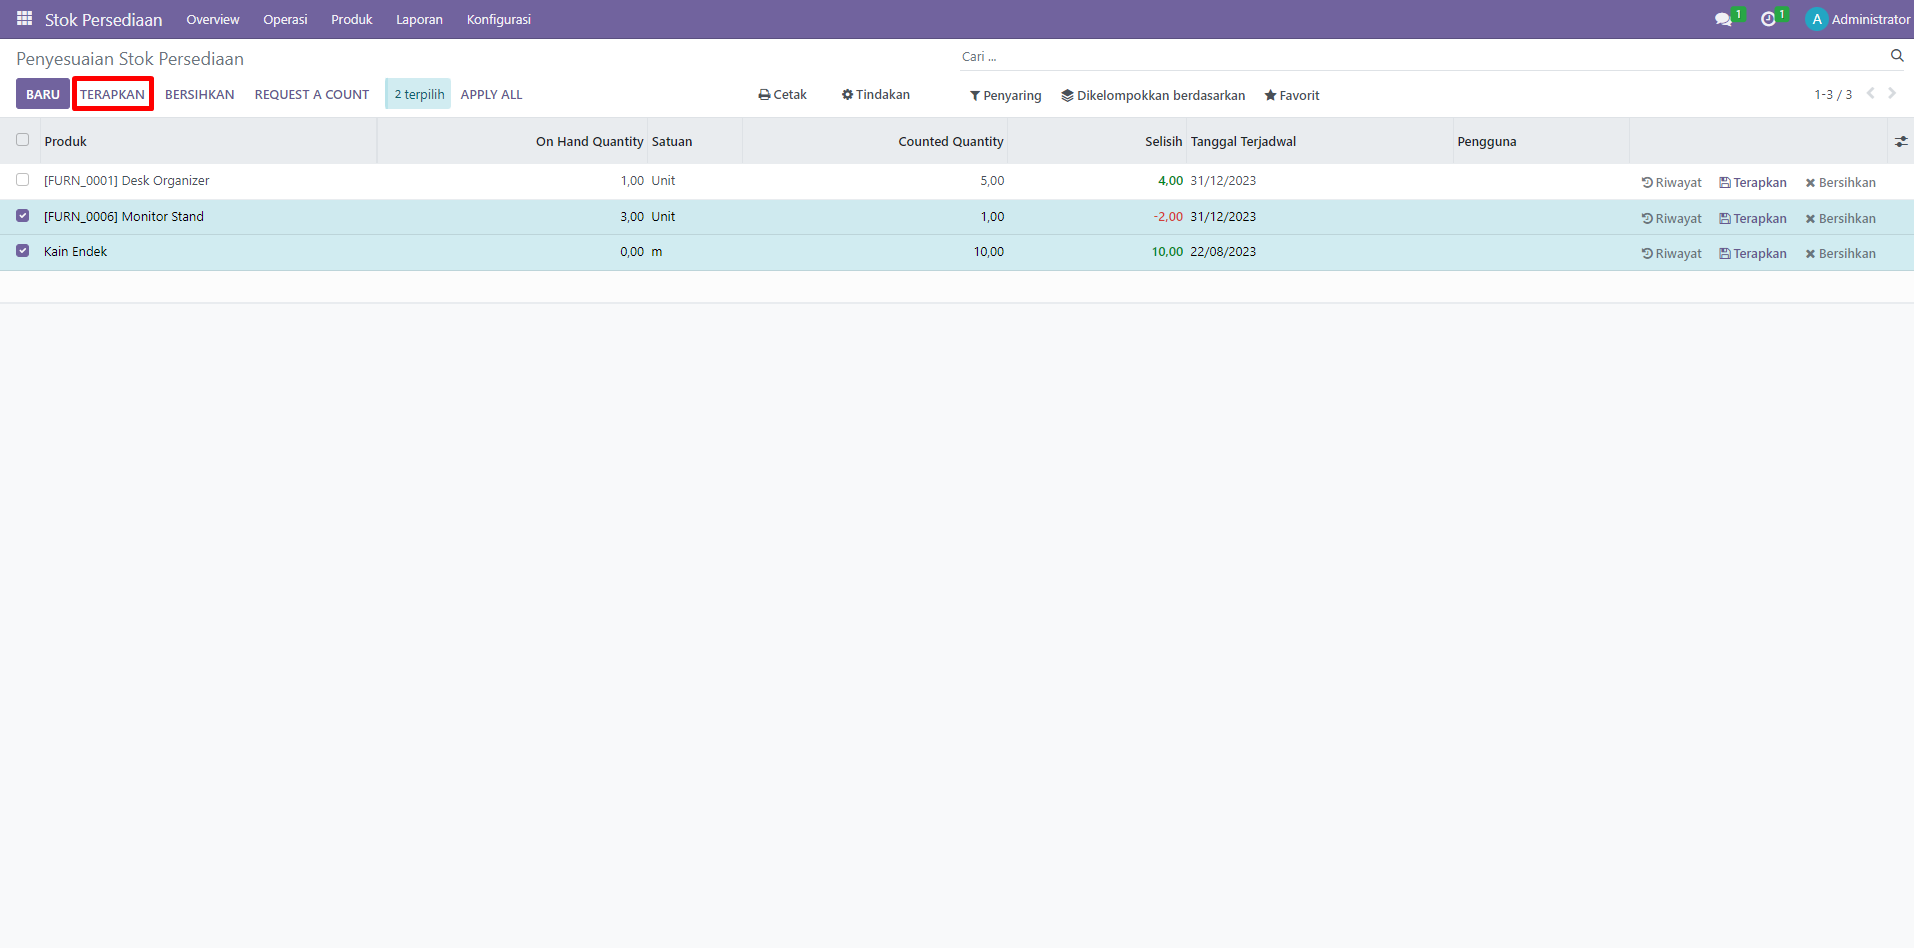 Stok Persediaan Overview Operasi Produk Laporan Konfigurasi 1 1 A Administrator
Penyesuaian Stok Persediaan Cari ...
BARU TERAPKAN BERSIHKAN REQUEST A COUNT 2 terpilih APPLY ALL Cetak Tindakan Penyaring Dikelompokkan berdasarkan Favorit 1-3 / 3
Produk On Hand Quantity Satuan Counted Quantity Selisih Tanggal Terjadwal Pengguna
[FURN_0001] Desk Organizer 1,00 Unit 5,00 4,00 31/12/2023 Riwayat Terapkan Bersihkan
[FURN_0006] Monitor Stand 3,00 Unit 1,00 -2,00 31/12/2023 Riwayat Terapkan Bersihkan
Kain Endek 0,00 m 10,00 10,00 22/08/2023 Riwayat Terapkan Bersihkan